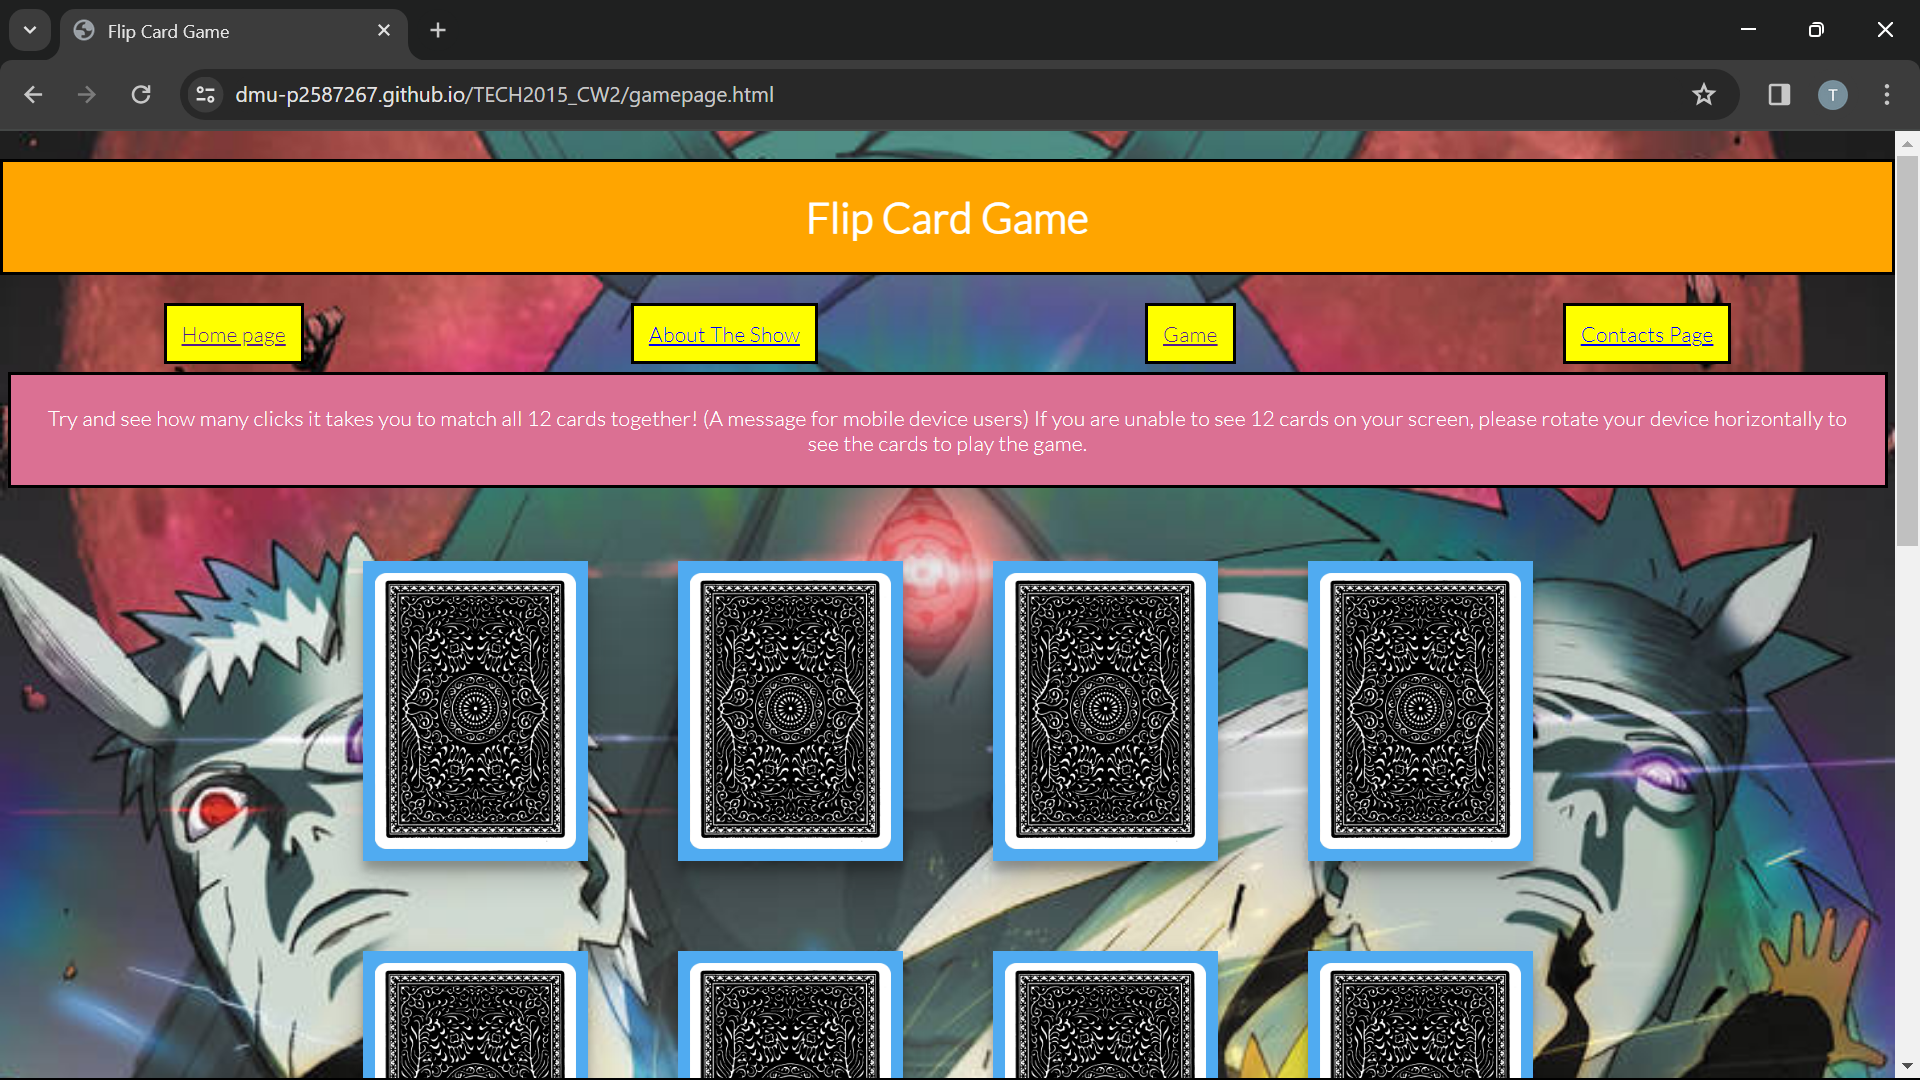 Flip Card Game
dmu-p2587267.github.io/TECH2015_CW2/gamepage.html
T
Flip Card Game
Home page
About The Show
Game
Contacts Page
Try and see how many clicks it takes you to match all 12 cards together! (A message for mobile device users) If you are unable to see 12 cards on your screen, please rotate your device horizontally to
see the cards to play the game.